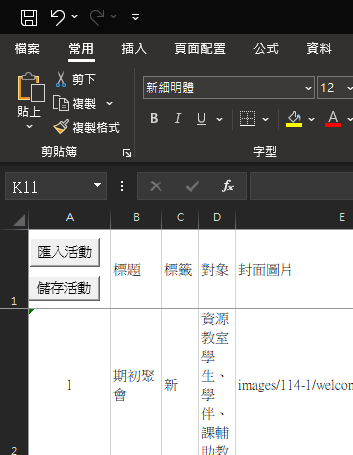 檔案 常用 插入 頁面配置 公式 資料
貼上 剪下
複製
複製格式
新細明體 12
B I U A
剪貼簿 字型
K11 fx
A B C D E
匯入活動
儲存活動
標題 標籤 對象 封面圖片
1
資源
教室
學
生、
學
伴、
課輔
助教
1 期初聚
會 新 images/114-1/welcon
2